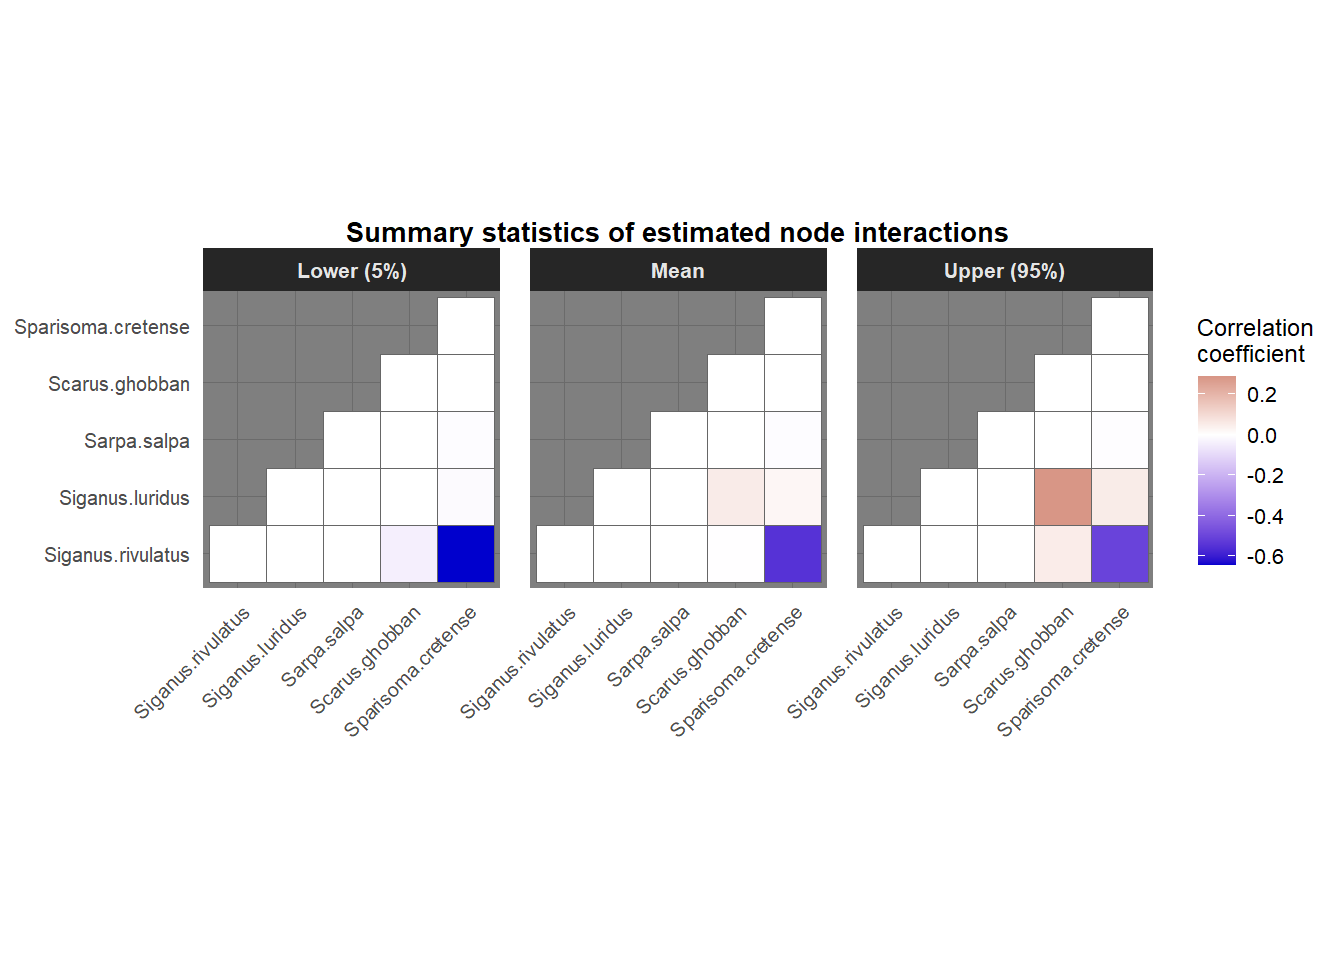 Summary statistics of estimated node interactions
Lower (5%)
Mean
Upper (95%)
Sparisoma.cretense
Scarus.ghobban
Sarpa.salpa
Siganus.luridus
Siganus.rivulatus
Siganus.rivulatus
Siganus.luridus
Sarpa.salpa
Scarus.ghobban
Sparisoma.cretense
Siganus.rivulatus
Siganus.luridus
Sarpa.salpa
Scarus.ghobban
Sparisoma.cretense
Siganus.rivulatus
Siganus.luridus
Sarpa.salpa
Scarus.ghobban
Sparisoma.cretense
Correlation
coefficient
0.2
0.0
-0.2
-0.4
-0.6